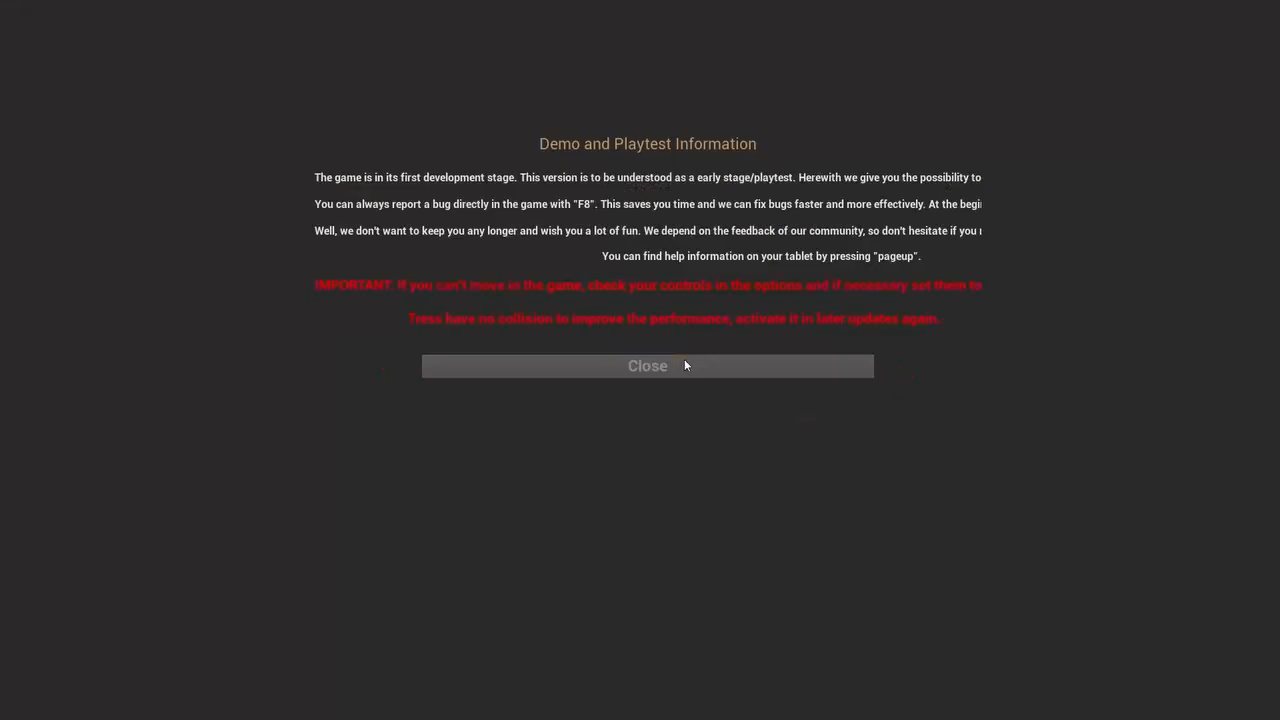 Demo and Playtest Information
The game is in its first development stage. This version is to be understood as a early stage/playtest. Herewith we give you the possibility to
You can always report a bug directly in the game with "F8". This saves you time and we can fix bugs faster and more effectively. At the begi
Well, we don't want to keep you any longer and wish you a lot of fun. We depend on the feedback of our community, so don't hesitate if you
You can find help information on your tablet by pressing "pageup".
IMPORTANT: If you can't move in the game, check your controls in the options and if necessary set them to
Tress have no collision to improve the performance, activate it in later updates again.
Close